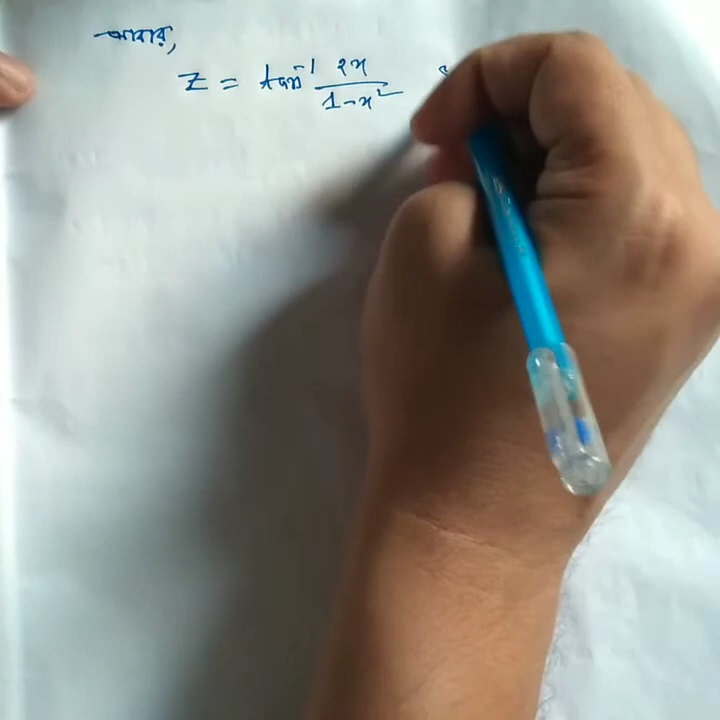 আবার,
z = tan⁻¹ 2x / 1-x²